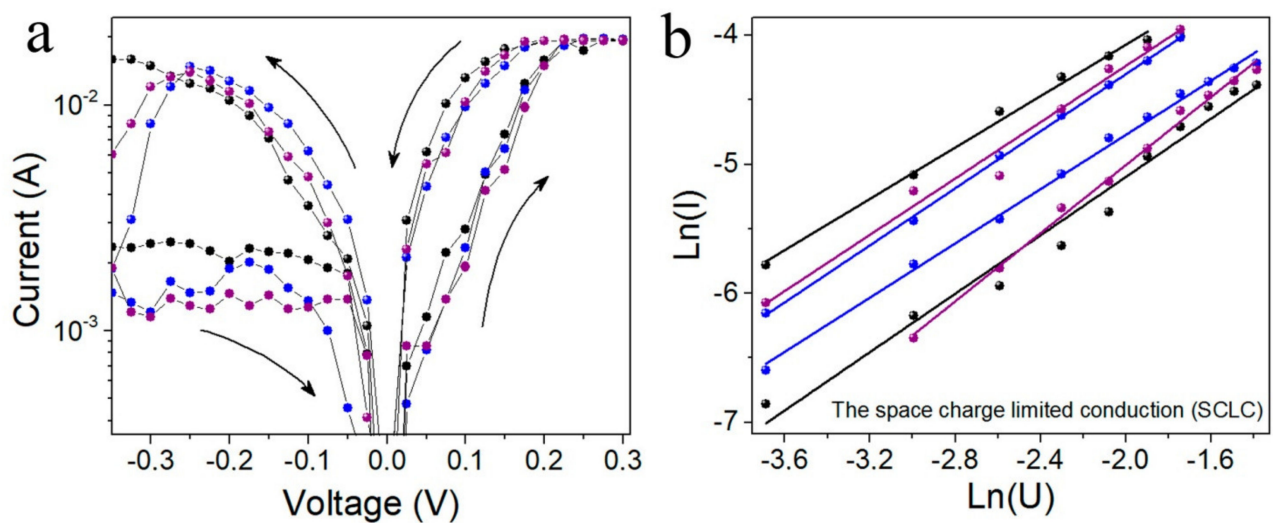 a
Current (A)
10⁻²
10⁻³
-0.3 -0.1 0.0 0.1 0.2 0.3
Voltage (V)
b
Ln(I)
-4
-5
-6
-7
The space charge limited conduction (SCLC)
-3.6 -3.2 -2.8 -2.4 -2.0 -1.6
Ln(U)